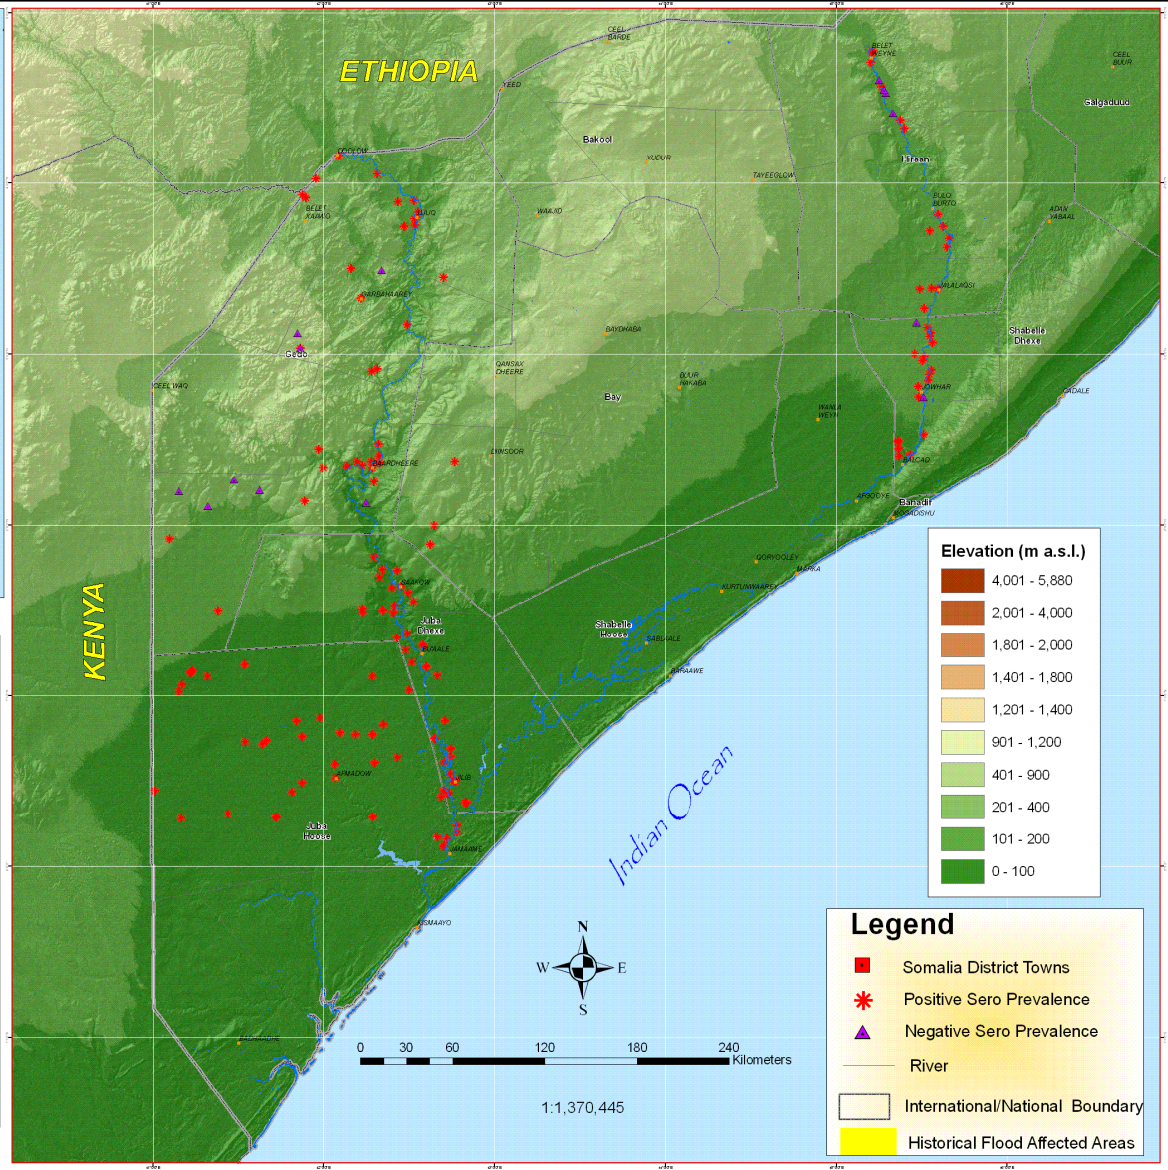 CEEL
BARDE
BELET
WEYNE
CEEL
BUUR
ETHIOPIA
YEED
Galgaduud
Bakool
DOOLOW
XUDUR
Hiraan
TAYEEGLOW
BELET
XAAWO
LUUQ
WAAJID
BULO
BURTO
ADAN
YABAAL
GARBAHAAREY
JALALAQSI
BAYDHABA
Shabelle
Dhexe
Gedo
CEEL WAQ
QANSAX
DHEERE
BUUR
HAKABA
JOWHAR
CADALE
Bay
WANLA
WEYN
DIINSOOR
BAARDHEERE
BALCAD
AFGOOYE
Banadir
MOGADISHU
QORYOOLEY
MARKA
KURTUNWAAREY
SAAKOW
KENYA
Juba
Dhexe
Shabelle
Hoose
SABLAALE
BU'AALE
BARAAWE
AFMADOW
JILIB
Juba
Hoose
JAMAAME
Indian Ocean
KISMAAYO
BADHAADHE
Elevation (m a.s.l.)
4,001 - 5,880
2,001 - 4,000
1,801 - 2,000
1,401 - 1,800
1,201 - 1,400
901 - 1,200
401 - 900
201 - 400
101 - 200
0 - 100
N
W E
S
0 30 60 120 180 240
Kilometers
1:1,370,445
Legend
Somalia District Towns
Positive Sero Prevalence
Negative Sero Prevalence
River
International/National Boundary
Historical Flood Affected Areas